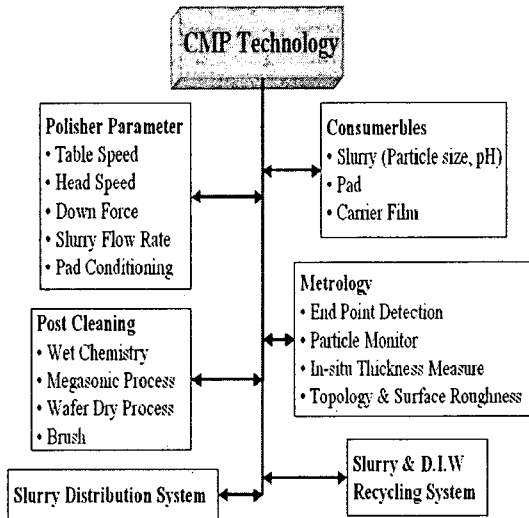 CMP Technology
Polisher Parameter
• Table Speed
• Head Speed
• Down Force
• Slurry Flow Rate
• Pad Conditioning
Consumerbles
• Slurry (Particle size, pH)
• Pad
• Carrier Film
Metrology
• End Point Detection
• Particle Monitor
• In-situ Thickness Measure
• Topology & Surface Roughness
Post Cleaning
• Wet Chemistry
• Megasonic Process
• Wafer Dry Process
• Brush
Slurry Distribution System
Slurry & D.I.W
Recycling System